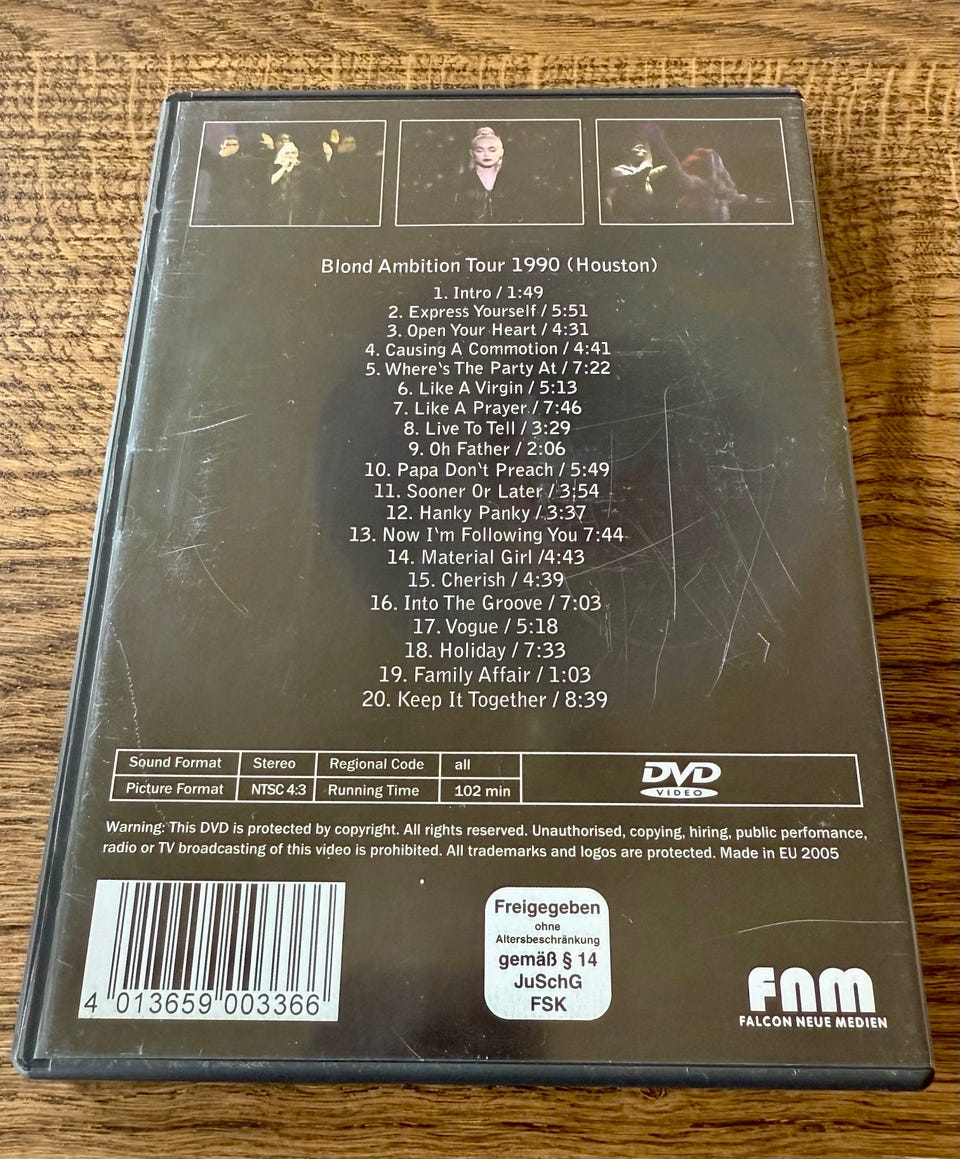 Blond Ambition Tour 1990 (Houston)
1. Intro / 1:49
2. Express Yourself / 5:51
3. Open Your Heart / 4:31
4. Causing A Commotion / 4:41
5. Where's The Party At / 7:22
6. Like A Virgin / 5:13
7. Like A Prayer / 7:46
8. Live To Tell / 3:29
9. Oh Father / 2:06
10. Papa Don't Preach / 5:49
11. Sooner Or Later / 3:54
12. Hanky Panky / 3:37
13. Now I'm Following You 7:44
14. Material Girl /4:43
15. Cherish / 4:39
16. Into The Groove / 7:03
17. Vogue / 5:18
18. Holiday / 7:33
19. Family Affair / 1:03
20. Keep It Together / 8:39
Sound Format Stereo Regional Code all
Picture Format NTSC 4:3 Running Time 102 min
DVD
VIDEO
Warning: This DVD is protected by copyright. All rights reserved. Unauthorised, copying, hiring, public perfomance,
radio or TV broadcasting of this video is prohibited. All trademarks and logos are protected. Made in EU 2005
4 013659 003366
Freigegeben
ohne
Altersbeschränkung
gemäß § 14
JuSchG
FSK
fnm
FALCON NEUE MEDIEN